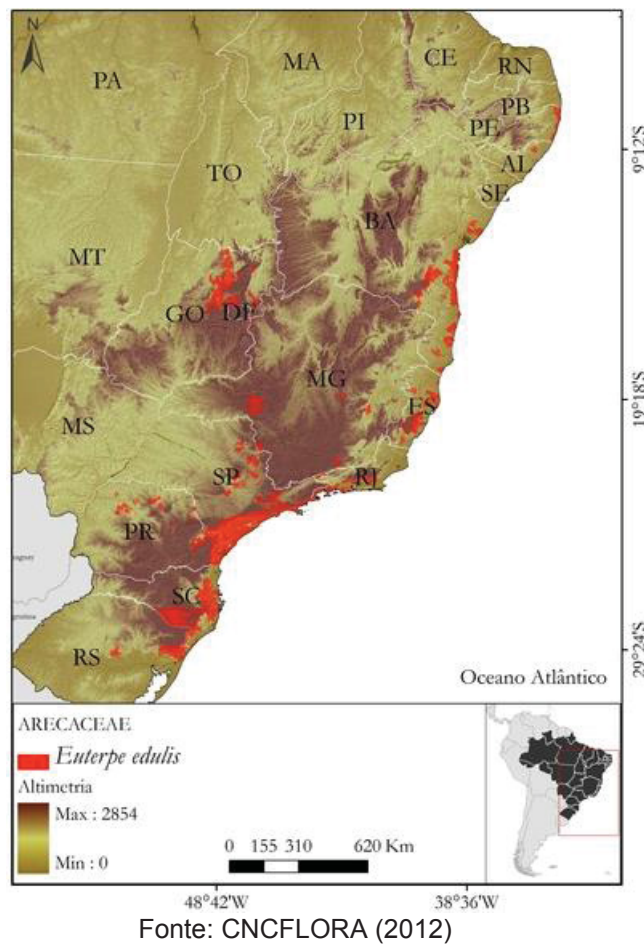 N
PA
MA
CE
RN
PB
PI
PE
9°12'S
TO
AL
SE
BA
MT
GO
DF
MG
19°18'S
ES
MS
SP
RJ
PR
SC
29°24'S
RS
Oceano Atlântico
ARECACEAE
Euterpe edulis
Altimetria
Max : 2854
Min : 0
0 155 310 620 Km
48°42'W 38°36'W
Fonte: CNCFLORA (2012)